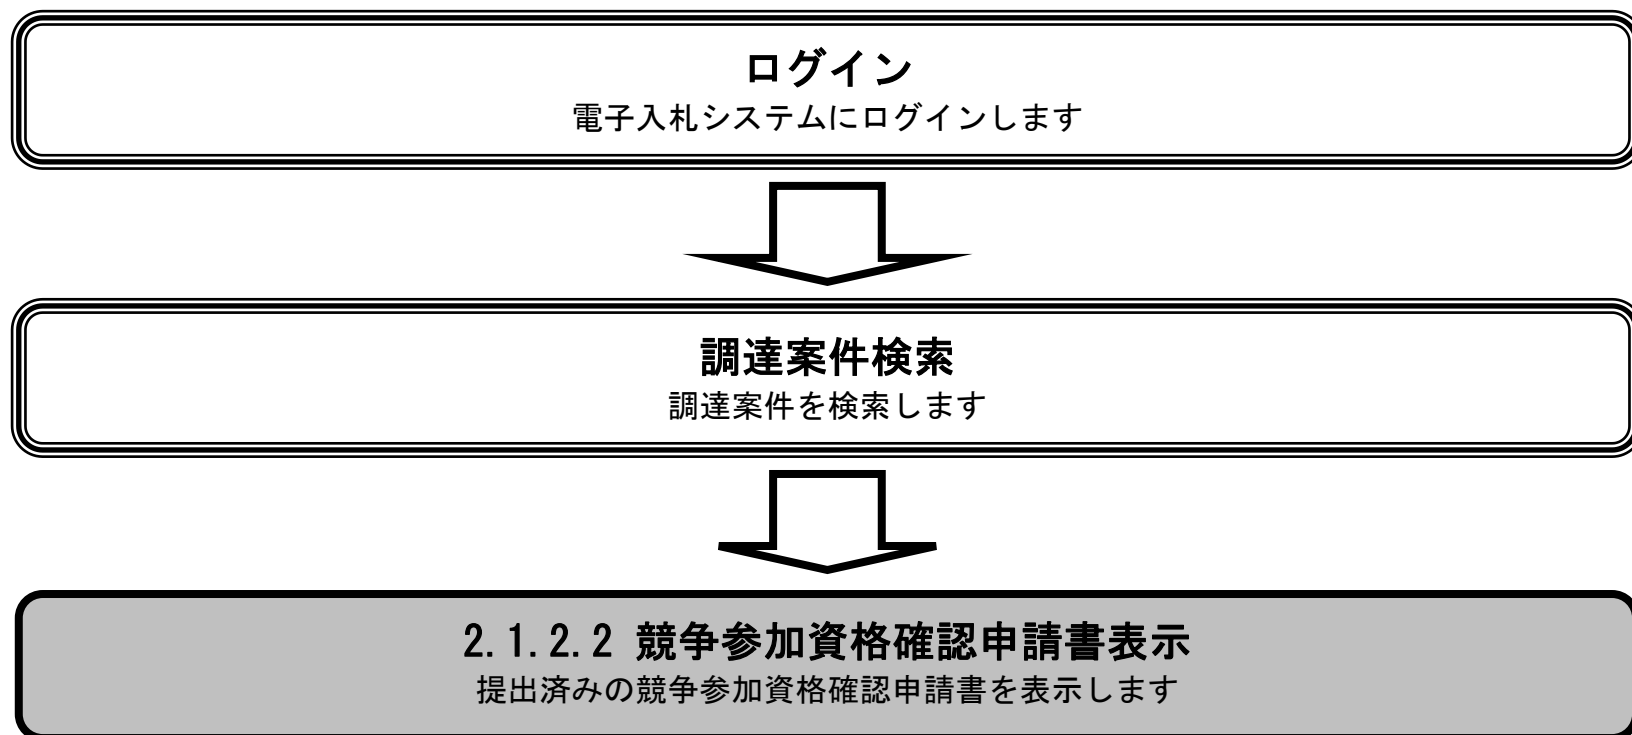 ログイン
電子入札システムにログインします
調達案件検索
調達案件を検索します
2.1.2.2 競争参加資格確認申請書表示
提出済みの競争参加資格確認申請書を表示します